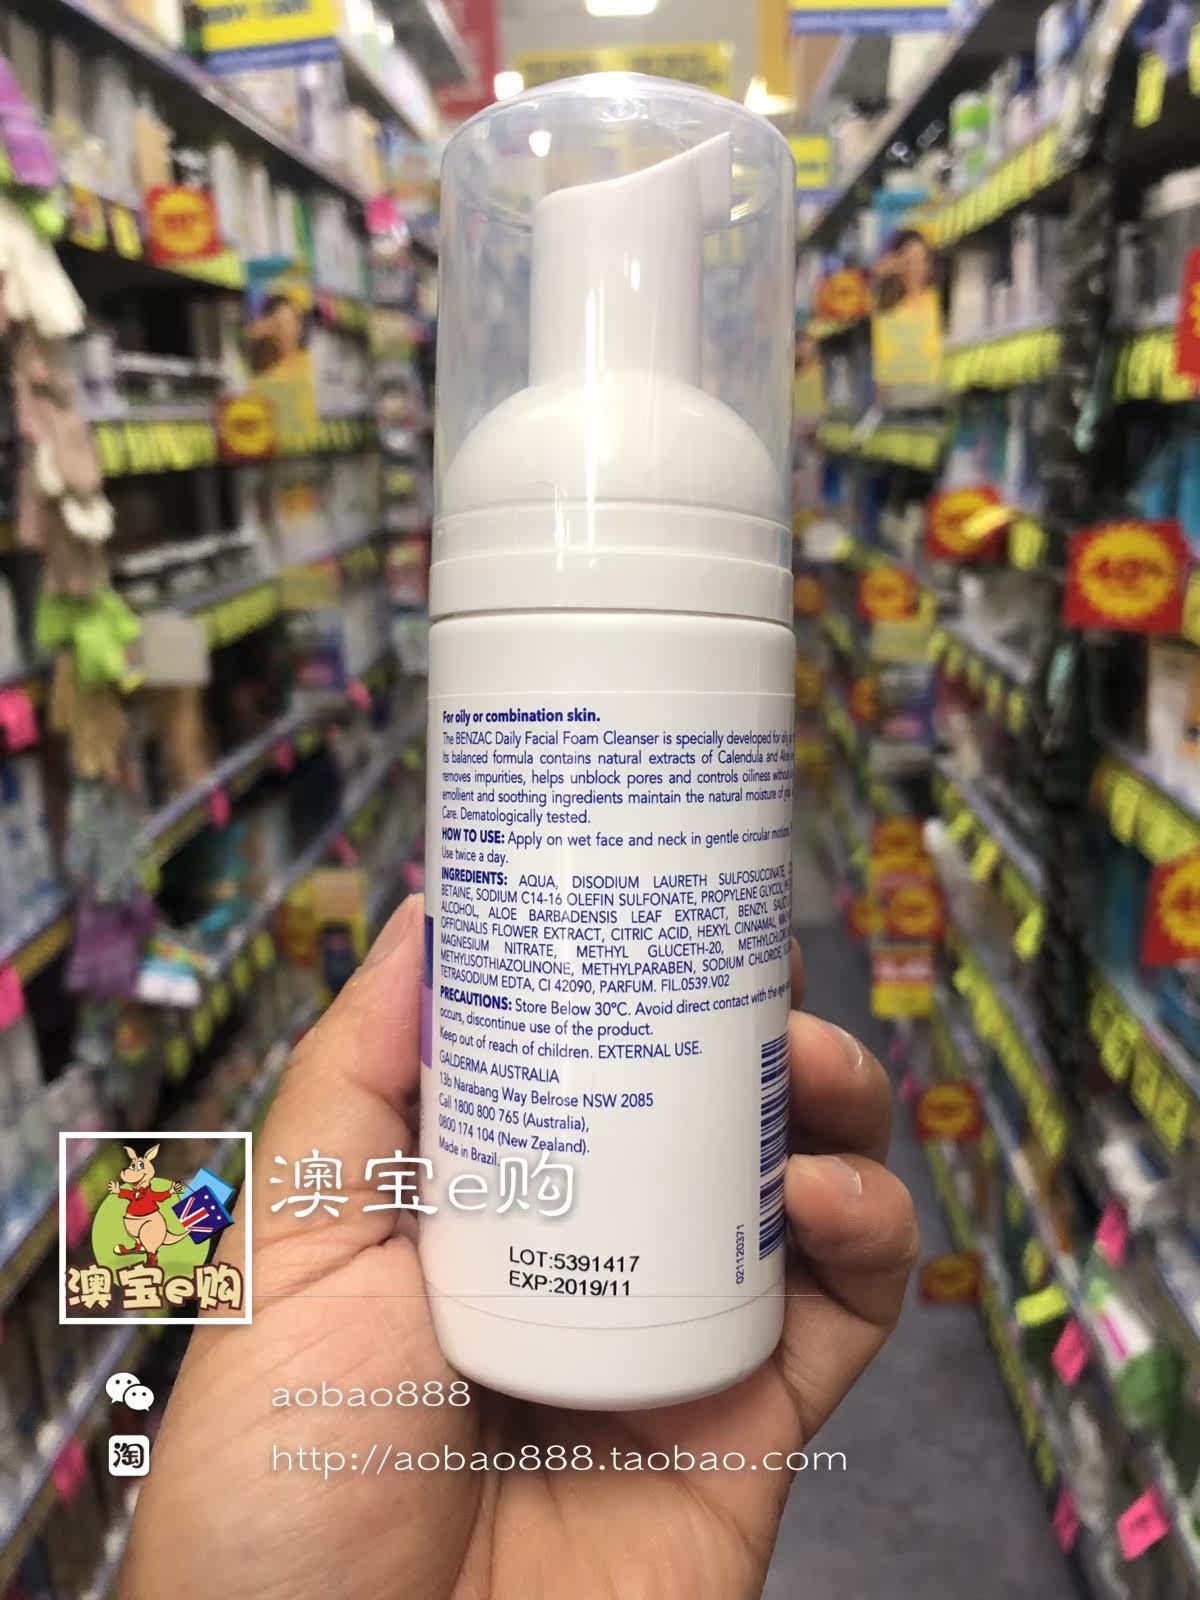 For oily or combination skin.
The BENZAC Daily Facial Foam Cleanser is specially developed for oily
its balanced formula contains natural extracts of Calendula and Aloe
removes impurities, helps unblock pores and controls oiliness without
emollient and soothing ingredients maintain the natural moisture of
Care. Dematologically tested.
HOW TO USE: Apply on wet face and neck in gentle circular motions.
Use twice a day.
INGREDIENTS: AQUA, DISODIUM LAURETH SULFOSUCCINATE,
BETAINE, SODIUM C14-16 OLEFIN SULFONATE, PROPYLENE GLYCOL,
ALCOHOL, ALOE BARBADENSIS LEAF EXTRACT, BENZYL
OFFICINALIS FLOWER EXTRACT, CITRIC ACID, HEXYL CINNAMAL,
MAGNESIUM NITRATE, METHYL GLUCETH-20,
METHYLISOTHIAZOLINONE, METHYLPARABEN, SODIUM CHLORIDE,
TETRASODIUM EDTA, CI 42090, PARFUM. FIL.0539.V02
PRECAUTIONS: Store Below 30°C. Avoid direct contact with the eye
occurs, discontinue use of the product.
Keep out of reach of children. EXTERNAL USE.
GALDERMA AUSTRALIA
13b Narabang Way Belrose NSW 2085
Call 1800 800 765 (Australia),
0800 174 104 (New Zealand).
Made in Brazil.
021120371
LOT:5391417
EXP:2019/11
澳宝e购
澳宝e购
aobao888
淘
http://aobao888.taobao.com